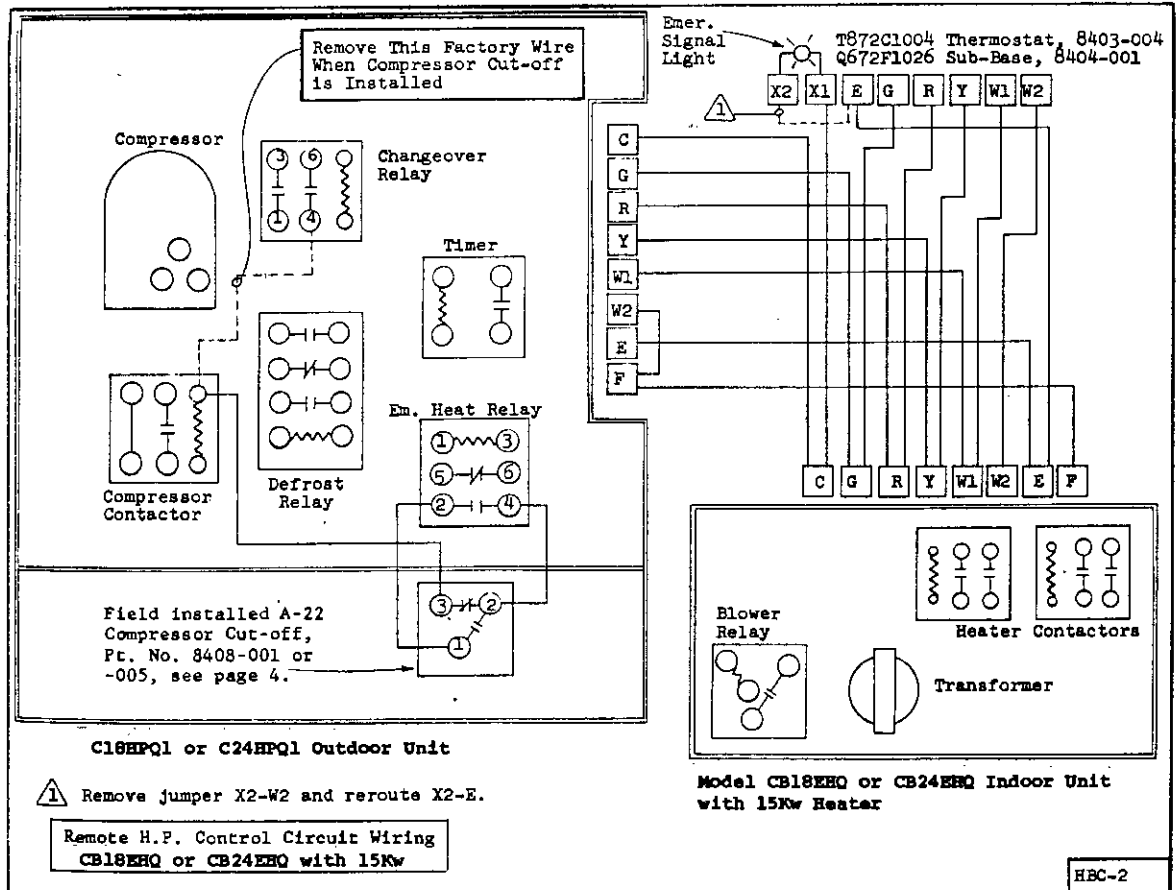 Remove This Factory Wire
When Compressor Cut-off
is Installed
Emer.
Signal
Light
T872C1004 Thermostat, 8403-004
Q672F1026 Sub-Base, 8404-001
X2 X1 E G R Y W1 W2
1
Compressor
3 6
1 4
Changeover
Relay
C
G
R
Y
W1
W2
E
F
Timer
Em. Heat Relay
1 3
5 6
2 4
Defrost
Relay
Compressor
Contactor
C G R Y W1 W2 E F
Field installed A-22
Compressor Cut-off,
Pt. No. 8408-001 or
-005, see page 4.
3 2
1
Blower
Relay
Heater Contactors
Transformer
C18HPQ1 or C24HPQ1 Outdoor Unit
Model CB18EHQ or CB24EHQ Indoor Unit
with 15Kw Heater
1 Remove jumper X2-W2 and reroute X2-E.
Remote H.P. Control Circuit Wiring
CB18EHQ or CB24EHQ with 15Kw
HBC-2